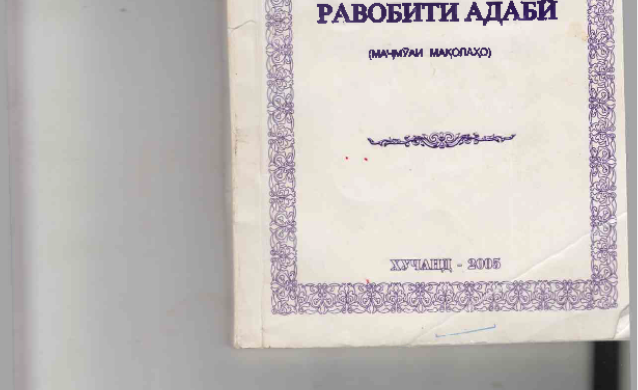 РАВОБИТИ АДАБӢ
(МАҶМӮАИ МАҚОЛАҲО)
ХУҶАНД - 2005